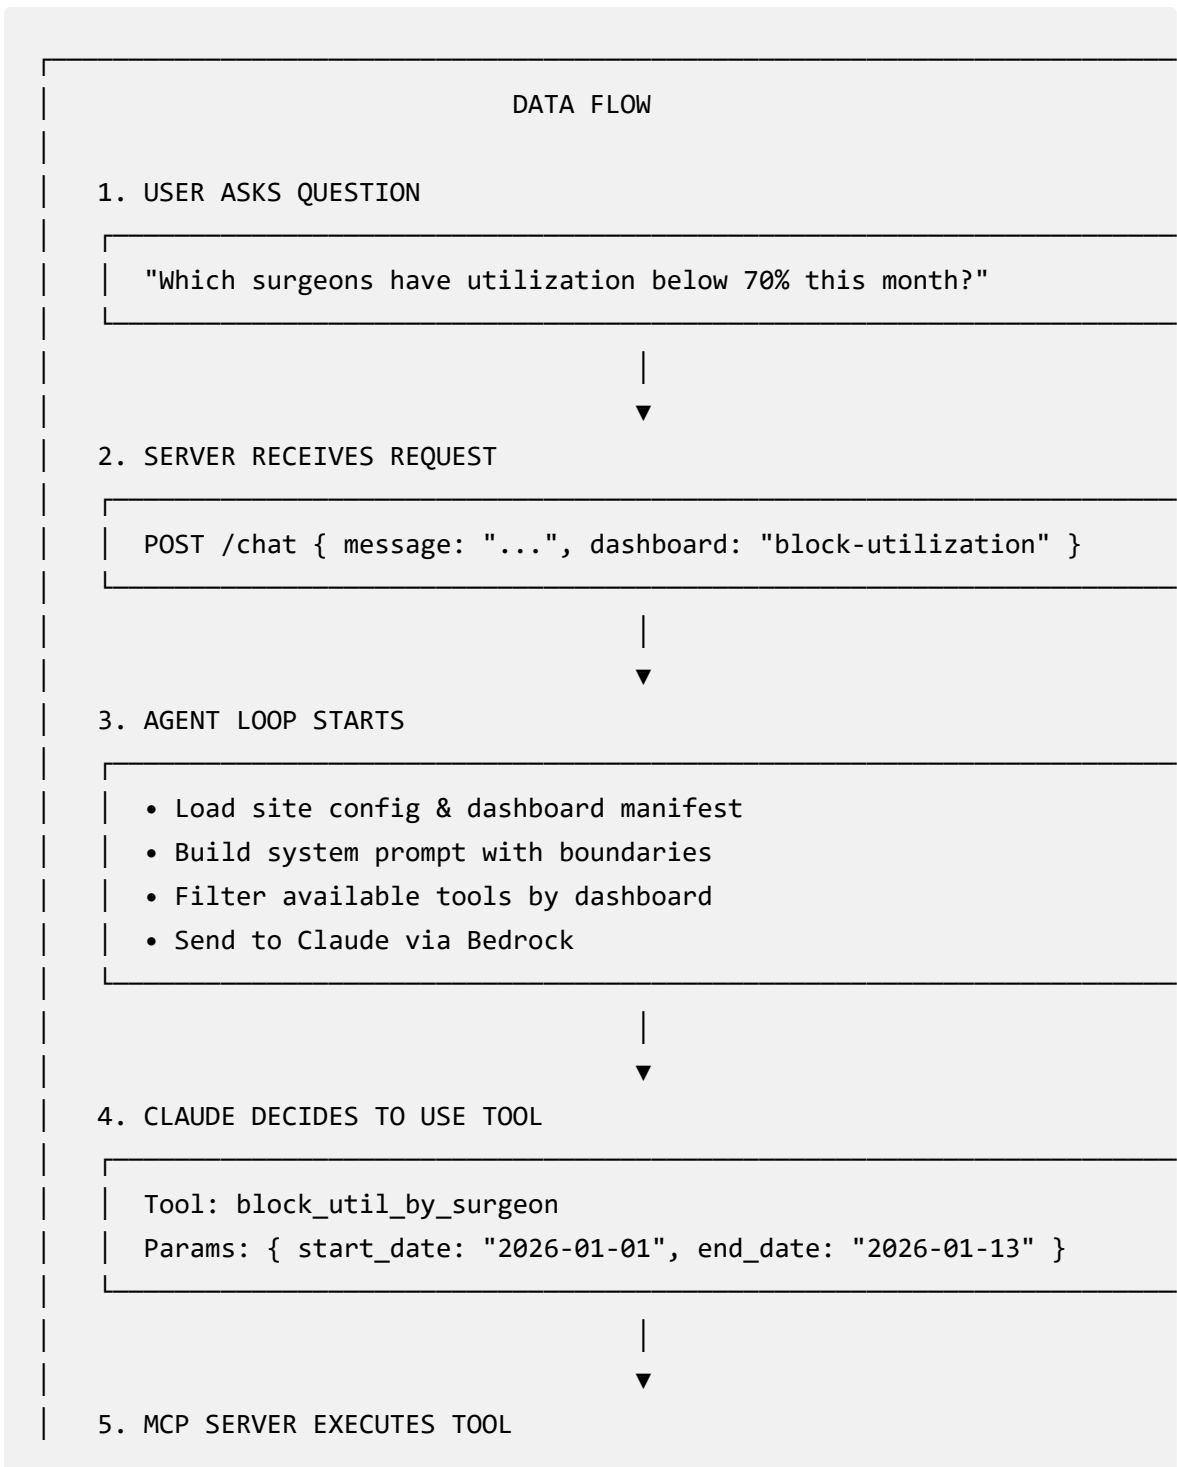 DATA FLOW
1. USER ASKS QUESTION
"Which surgeons have utilization below 70% this month?"
2. SERVER RECEIVES REQUEST
POST /chat { message: "...", dashboard: "block-utilization" }
3. AGENT LOOP STARTS
• Load site config & dashboard manifest
• Build system prompt with boundaries
• Filter available tools by dashboard
• Send to Claude via Bedrock
4. CLAUDE DECIDES TO USE TOOL
Tool: block_util_by_surgeon
Params: { start_date: "2026-01-01", end_date: "2026-01-13" }
5. MCP SERVER EXECUTES TOOL